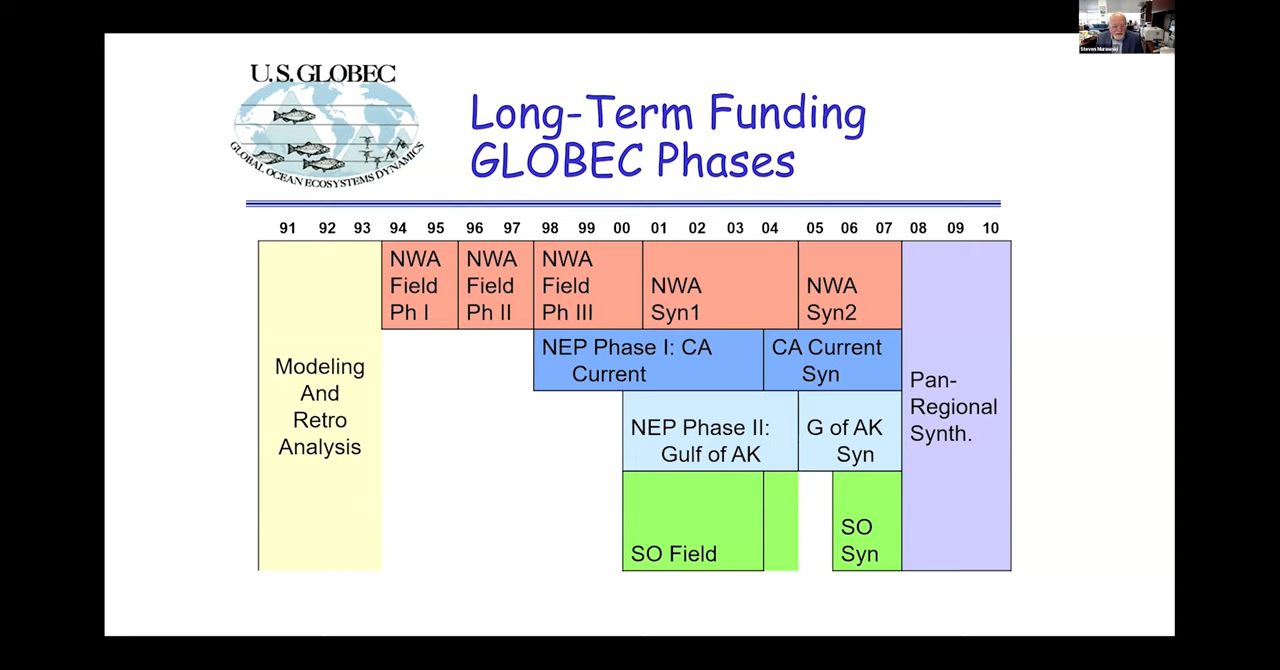 Steven Murawski
U.S. GLOBEC
GLOBAL OCEAN ECOSYSTEMS DYNAMICS
Long-Term Funding
GLOBEC Phases
91 92 93 94 95 96 97 98 99 00 01 02 03 04 05 06 07 08 09 10
NWA
Field
Ph I
NWA
Field
Ph II
NWA
Field
Ph III
NWA
Syn1
NWA
Syn2
NEP Phase I: CA
Current
CA Current
Syn
Modeling
And
Retro
Analysis
Pan-
Regional
Synth.
NEP Phase II:
Gulf of AK
G of AK
Syn
SO Field
SO
Syn